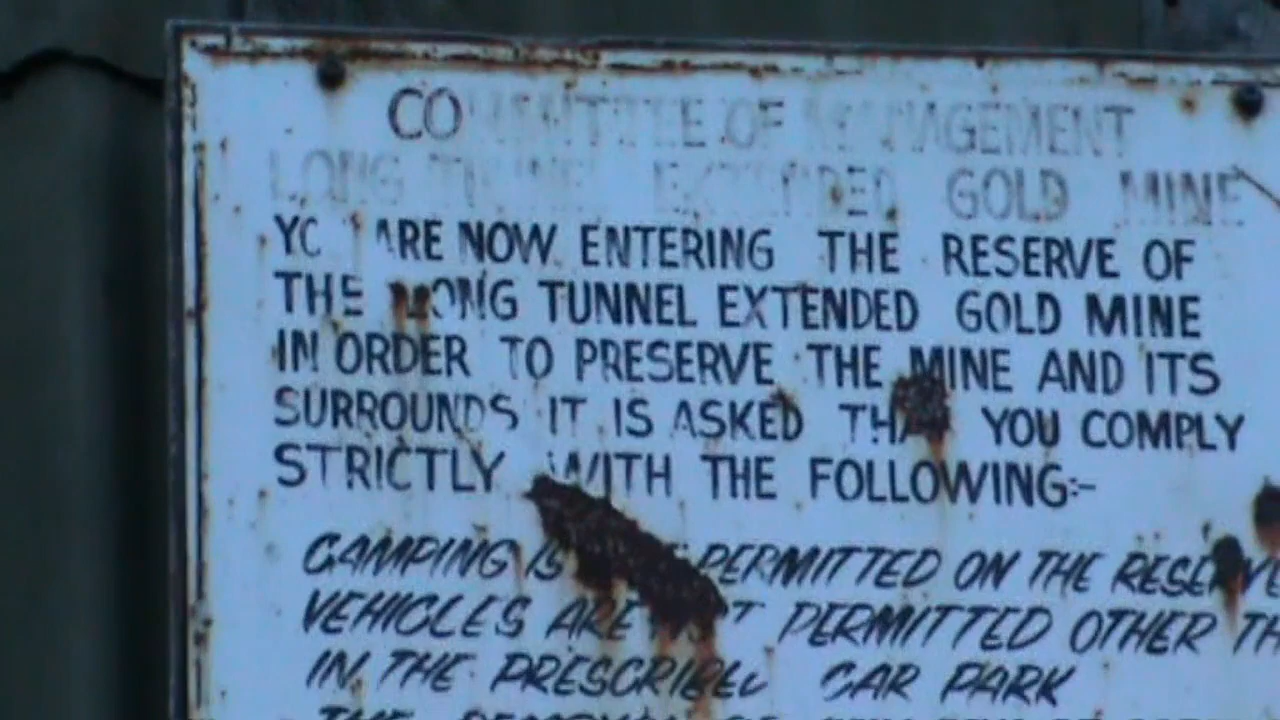 COMMITTEE OF MANAGEMENT
LONG TUNNEL EXTENDED GOLD MINE
YOU ARE NOW ENTERING THE RESERVE OF
THE LONG TUNNEL EXTENDED GOLD MINE
IN ORDER TO PRESERVE THE MINE AND ITS
SURROUNDS IT IS ASKED THAT YOU COMPLY
STRICTLY WITH THE FOLLOWING:-
CAMPING IS PERMITTED ON THE RESERVE
VEHICLES ARE NOT PERMITTED OTHER
IN THE PRESCRIBED CAR PARK
THE